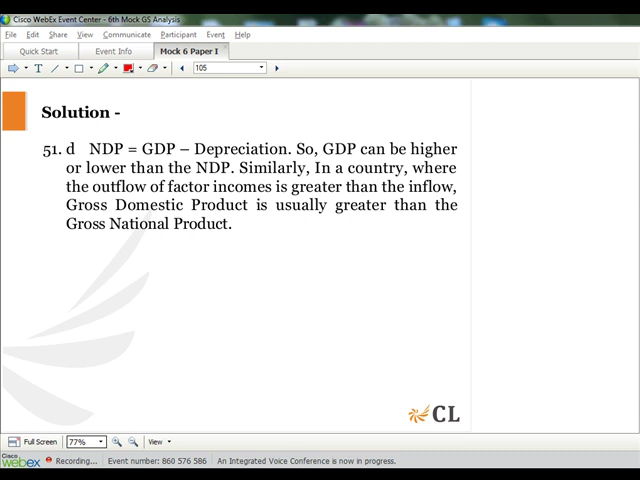 Cisco WebEx Event Center - 6th Mock GS Analysis
File Edit Share View Communicate Participant Event Help
Quick Start Event Info Mock 6 Paper I
T 105
Solution -
51. d NDP = GDP – Depreciation. So, GDP can be higher
or lower than the NDP. Similarly, In a country, where
the outflow of factor incomes is greater than the inflow,
Gross Domestic Product is usually greater than the
Gross National Product.
CL
Full Screen 77% View
Cisco webex Recording... Event number: 860 576 586 An Integrated Voice Conference is now in progress.